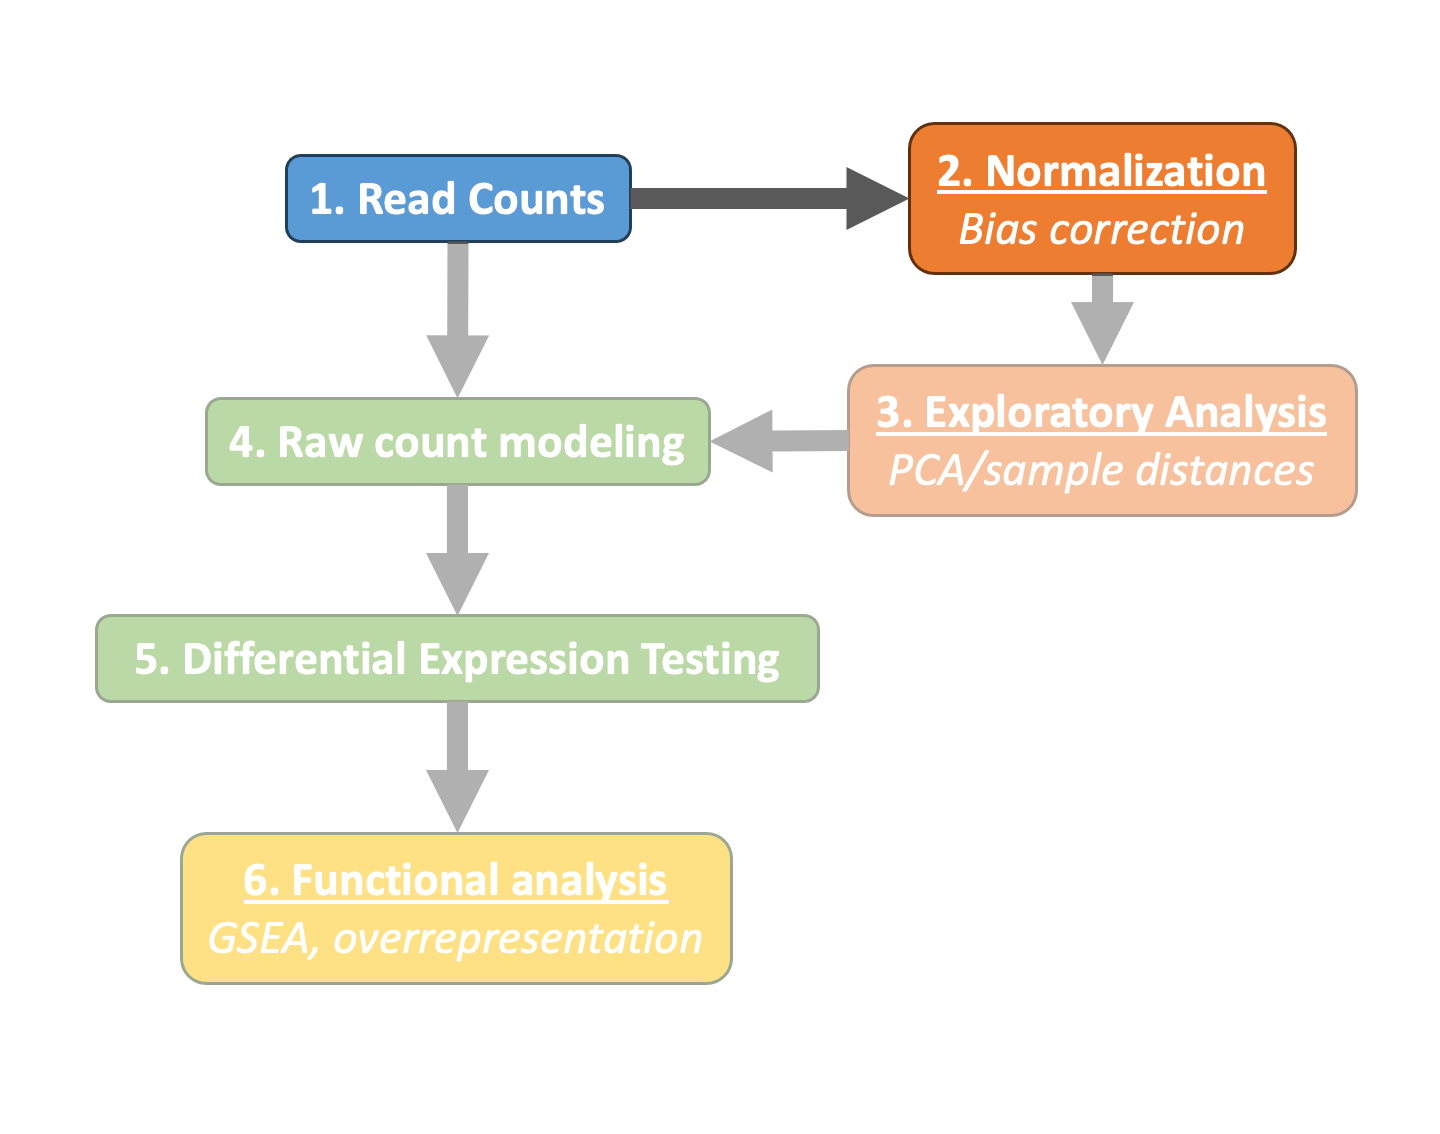 1. Read Counts
2. Normalization
Bias correction
3. Exploratory Analysis
PCA/sample distances
4. Raw count modeling
5. Differential Expression Testing
6. Functional analysis
GSEA, overrepresentation